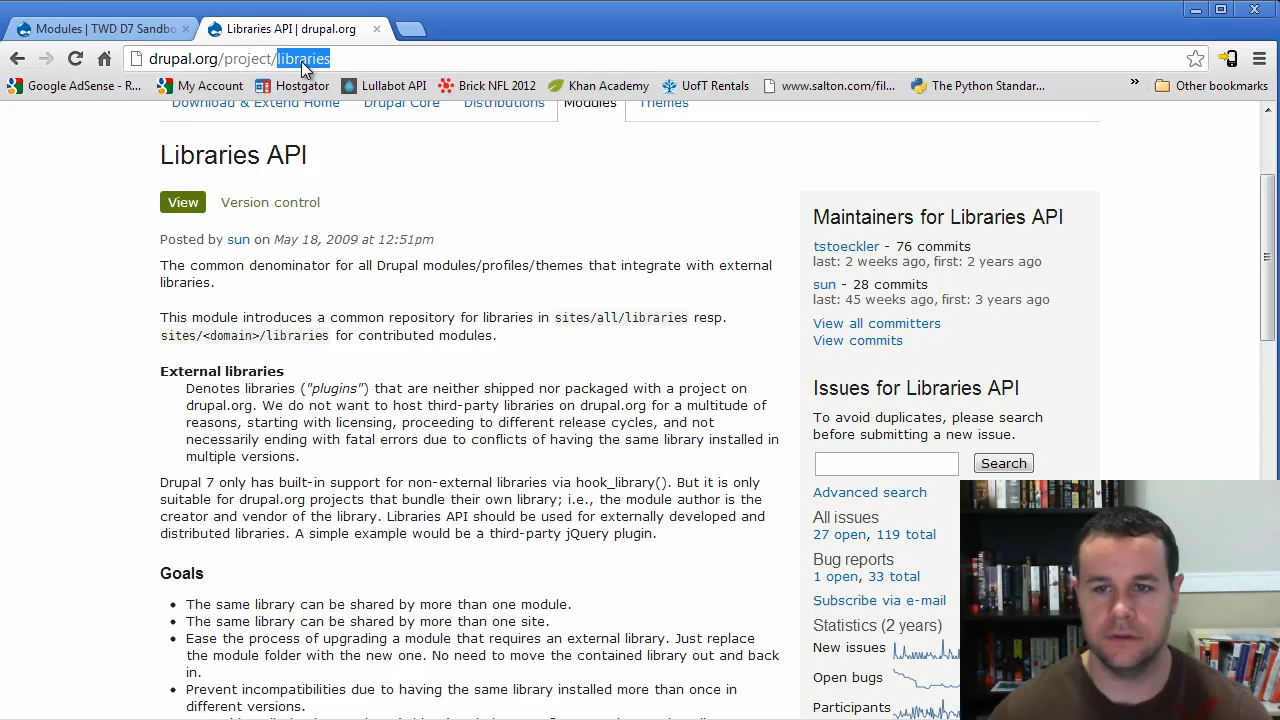 Modules | TWD D7 Sandbo
Libraries API | drupal.org
drupal.org/project/libraries
Google AdSense - R...
My Account
Hostgator
Lullabot API
Brick NFL 2012
Khan Academy
UofT Rentals
www.salton.com/fil...
The Python Standar...
»
Other bookmarks
Download & Extend Home
Drupal Core
Distributions
Modules
Themes
Libraries API
View
Version control
Posted by sun on May 18, 2009 at 12:51pm
The common denominator for all Drupal modules/profiles/themes that integrate with external
libraries.
This module introduces a common repository for libraries in sites/all/libraries resp.
sites/<domain>/libraries for contributed modules.
External libraries
Denotes libraries ("plugins") that are neither shipped nor packaged with a project on
drupal.org. We do not want to host third-party libraries on drupal.org for a multitude of
reasons, starting with licensing, proceeding to different release cycles, and not
necessarily ending with fatal errors due to conflicts of having the same library installed in
multiple versions.
Drupal 7 only has built-in support for non-external libraries via hook_library(). But it is only
suitable for drupal.org projects that bundle their own library; i.e., the module author is the
creator and vendor of the library. Libraries API should be used for externally developed and
distributed libraries. A simple example would be a third-party jQuery plugin.
Goals
• The same library can be shared by more than one module.
• The same library can be shared by more than one site.
• Ease the process of upgrading a module that requires an external library. Just replace
the module folder with the new one. No need to move the contained library out and back
in.
• Prevent incompatibilities due to having the same library installed more than once in
different versions.
Maintainers for Libraries API
tstoeckler - 76 commits
last: 2 weeks ago, first: 2 years ago
sun - 28 commits
last: 45 weeks ago, first: 3 years ago
View all committers
View commits
Issues for Libraries API
To avoid duplicates, please search
before submitting a new issue.
Search
Advanced search
All issues
27 open, 119 total
Bug reports
1 open, 33 total
Subscribe via e-mail
Statistics (2 years)
New issues
Open bugs
Participants